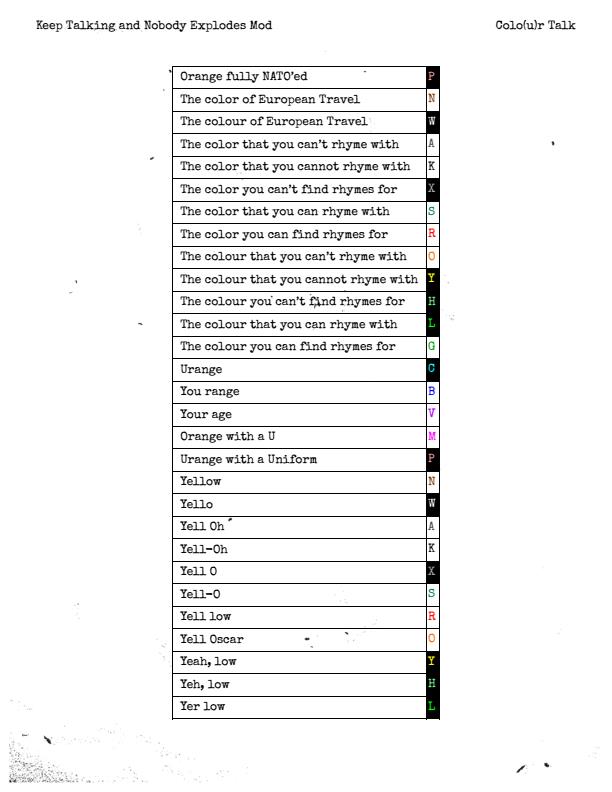 Keep Talking and Nobody Explodes Mod Colo(u)r Talk
Orange fully NATO'ed P
The color of European Travel N
The colour of European Travel W
The color that you can't rhyme with A
The color that you cannot rhyme with K
The color you can't find rhymes for X
The color that you can rhyme with S
The color you can find rhymes for R
The colour that you can't rhyme with O
The colour that you cannot rhyme with Y
The colour you can't find rhymes for H
The colour that you can rhyme with L
The colour you can find rhymes for G
Urange C
You range B
Your age V
Orange with a U M
Urange with a Uniform P
Yellow N
Yello W
Yell Oh A
Yell-Oh K
Yell O X
Yell-O S
Yell low R
Yell Oscar O
Yeah, low Y
Yeh, low H
Yer low L